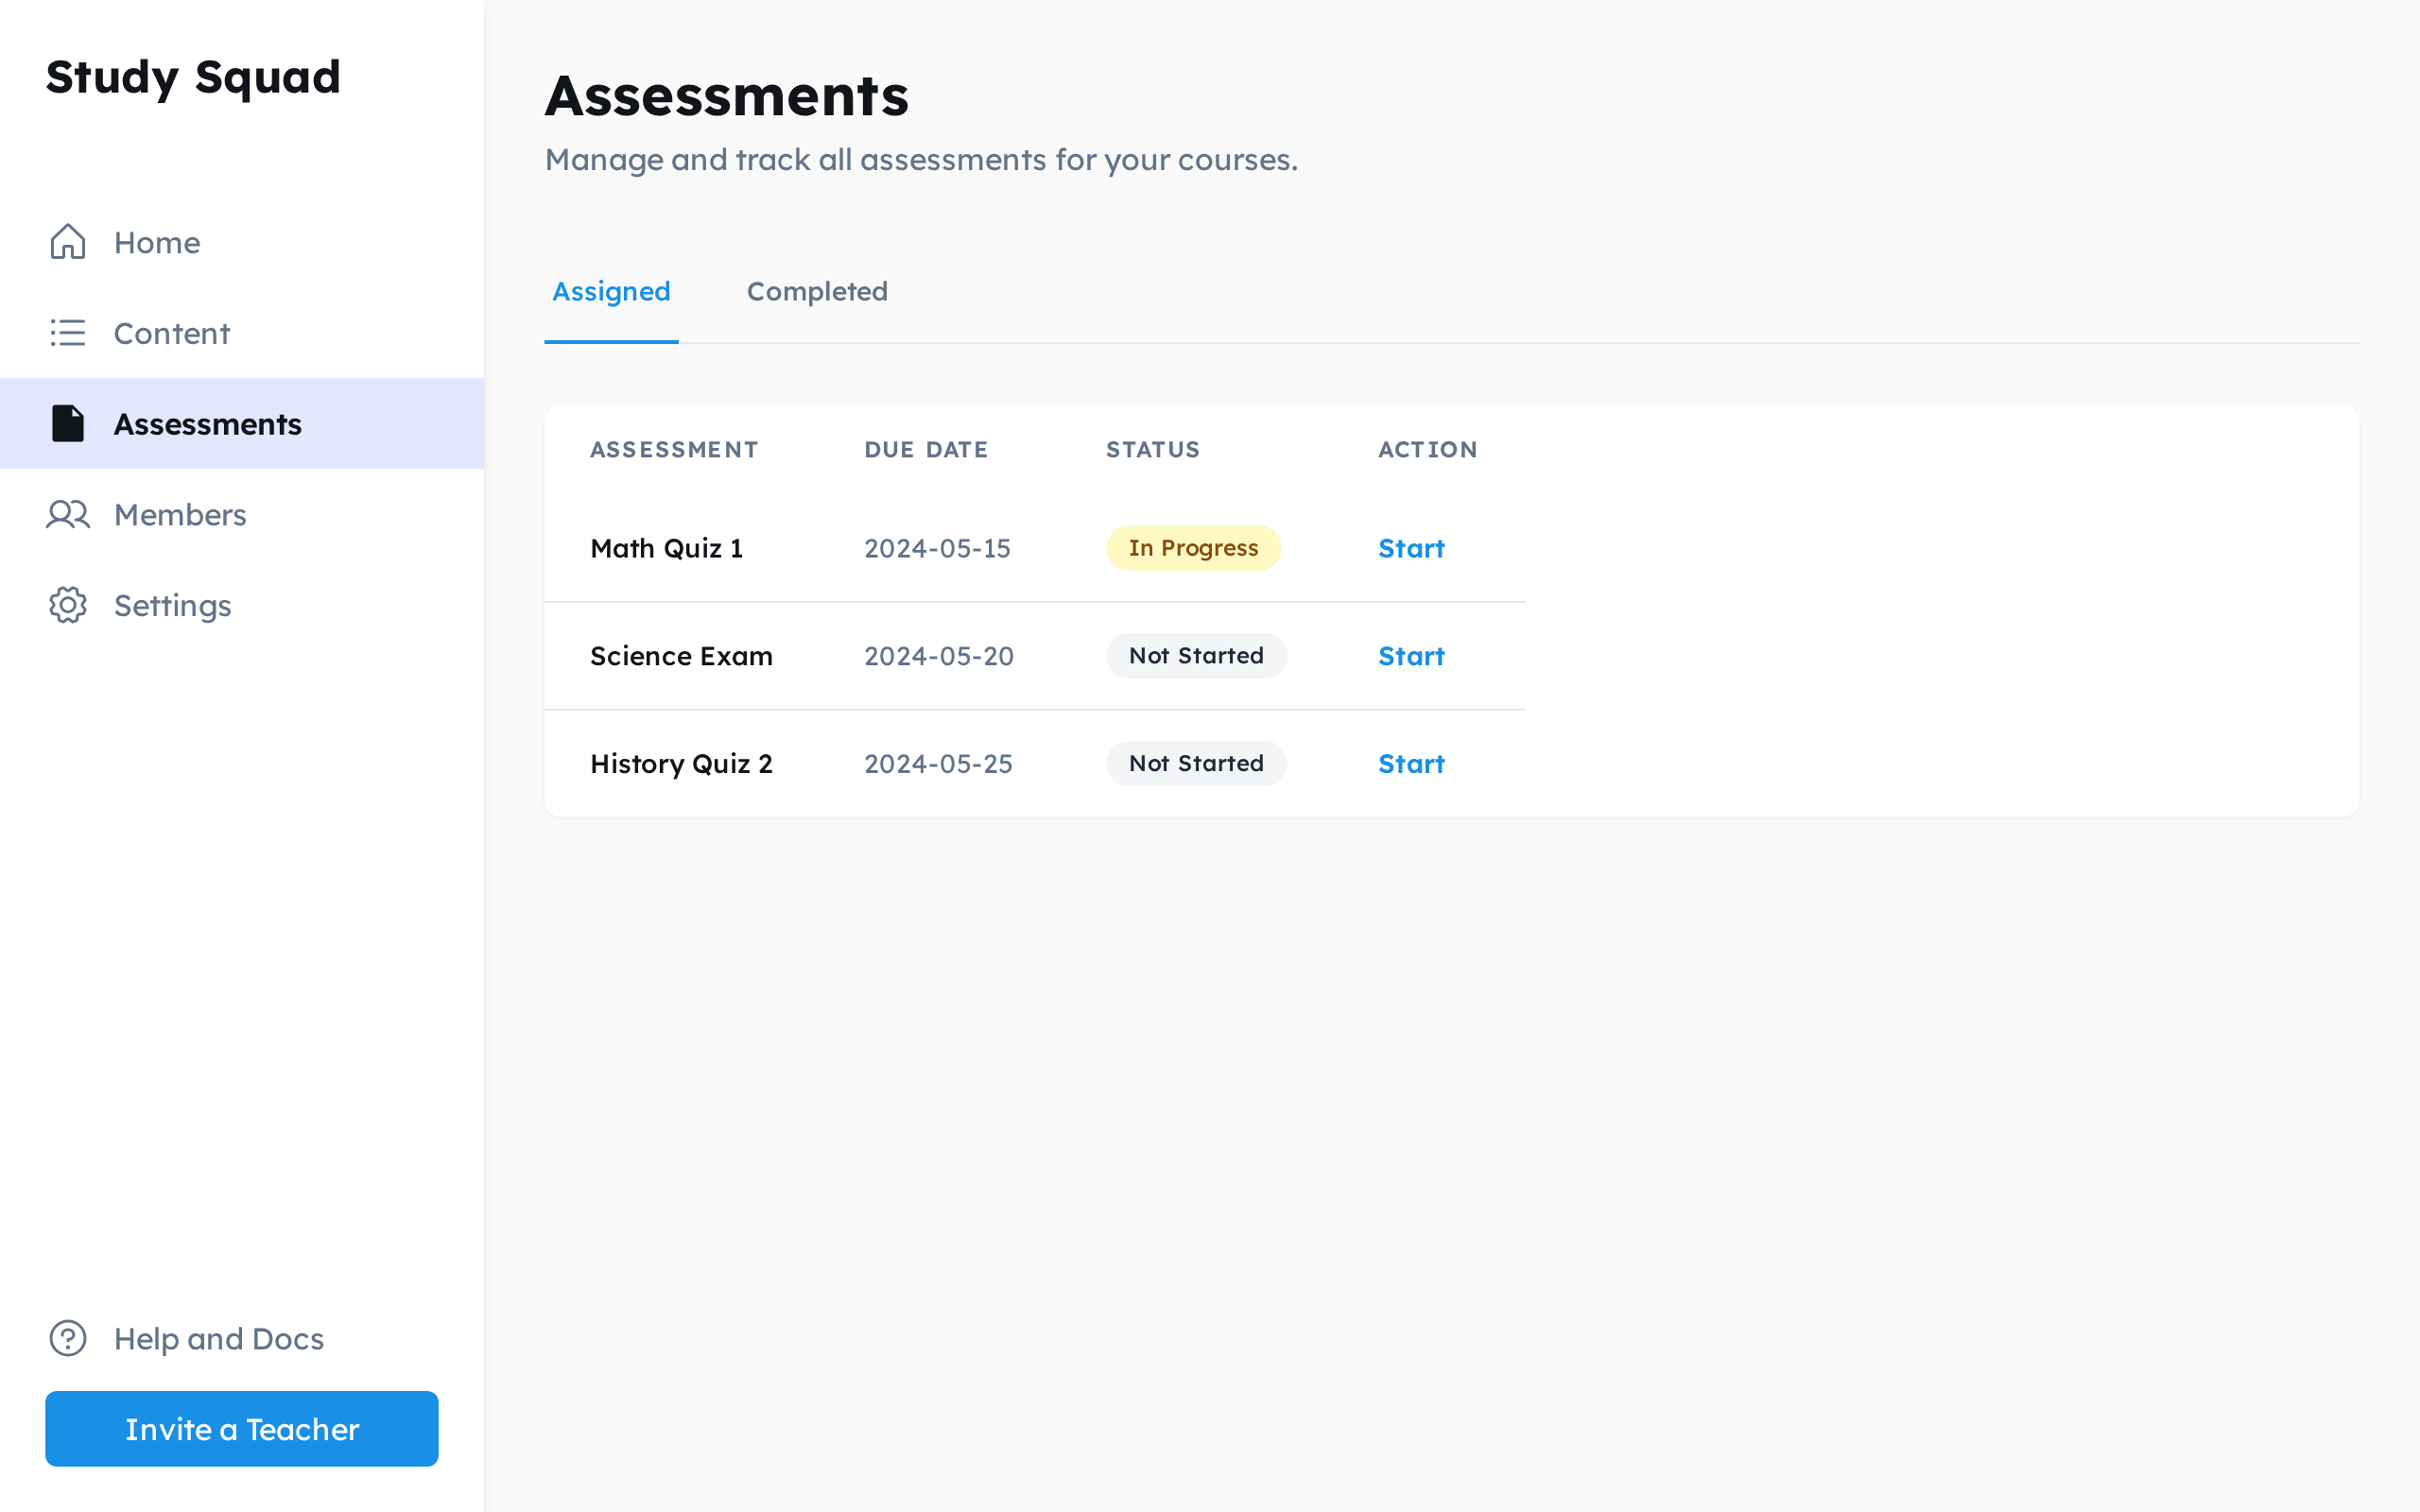 Study Squad
Home
Content
Assessments
Members
Settings
Help and Docs
Invite a Teacher
Assessments
Manage and track all assessments for your courses.
Assigned Completed
ASSESSMENT DUE DATE STATUS ACTION
Math Quiz 1 2024-05-15 In Progress Start
Science Exam 2024-05-20 Not Started Start
History Quiz 2 2024-05-25 Not Started Start